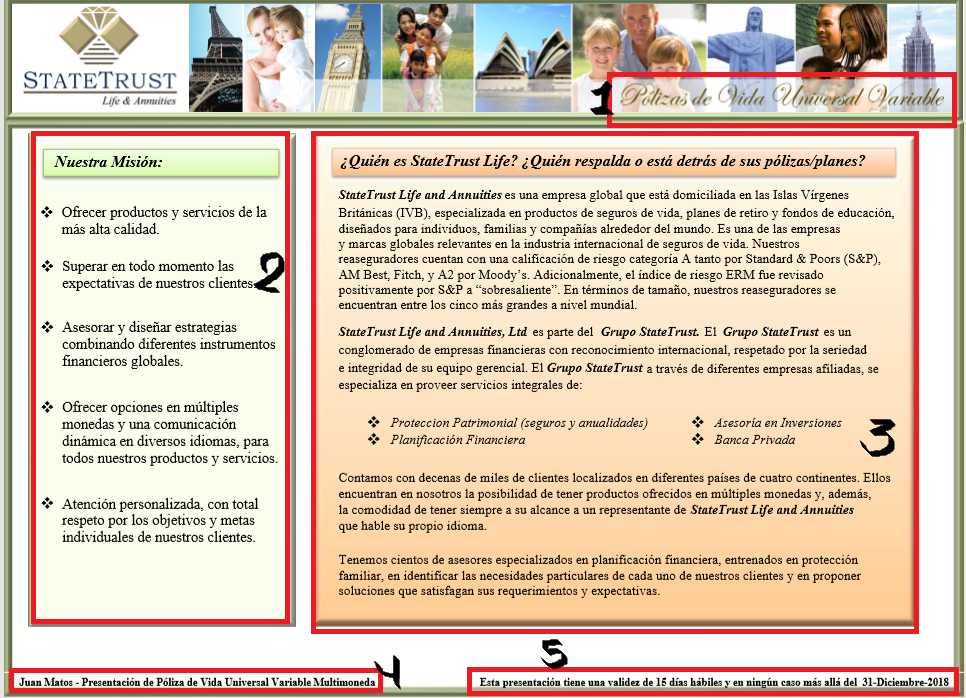 STATETRUST
Life & Annuities
1
Polizas de Vida Universal Variable
Nuestra Misión:
❖ Ofrecer productos y servicios de la
más alta calidad.
❖ Superar en todo momento las
expectativas de nuestros clientes.
2
❖ Asesorar y diseñar estrategias
combinando diferentes instrumentos
financieros globales.
❖ Ofrecer opciones en múltiples
monedas y una comunicación
dinámica en diversos idiomas, para
todos nuestros productos y servicios.
❖ Atención personalizada, con total
respeto por los objetivos y metas
individuales de nuestros clientes.
¿Quién es StateTrust Life? ¿Quién respalda o está detrás de sus pólizas/planes?
StateTrust Life and Annuities es una empresa global que está domiciliada en las Islas Vírgenes
Británicas (IVB), especializada en productos de seguros de vida, planes de retiro y fondos de educación,
diseñados para individuos, familias y compañías alrededor del mundo. Es una de las empresas
y marcas globales relevantes en la industria internacional de seguros de vida. Nuestros
reaseguradores cuentan con una calificación de riesgo categoría A tanto por Standard & Poors (S&P),
AM Best, Fitch, y A2 por Moody’s. Adicionalmente, el índice de riesgo ERM fue revisado
positivamente por S&P a “sobresaliente”. En términos de tamaño, nuestros reaseguradores se
encuentran entre los cinco más grandes a nivel mundial.
StateTrust Life and Annuities, Ltd es parte del Grupo StateTrust. El Grupo StateTrust es un
conglomerado de empresas financieras con reconocimiento internacional, respetado por la seriedad
e integridad de su equipo gerencial. El Grupo StateTrust a través de diferentes empresas afiliadas, se
especializa en proveer servicios integrales de:
❖ Proteccion Patrimonial (seguros y anualidades) ❖ Asesoría en Inversiones
❖ Planificación Financiera ❖ Banca Privada
3
Contamos con decenas de miles de clientes localizados en diferentes países de cuatro continentes. Ellos
encuentran en nosotros la posibilidad de tener productos ofrecidos en múltiples monedas y, además,
la comodidad de tener siempre a su alcance a un representante de StateTrust Life and Annuities
que hable su propio idioma.
Tenemos cientos de asesores especializados en planificación financiera, entrenados en protección
familiar, en identificar las necesidades particulares de cada uno de nuestros clientes y en proponer
soluciones que satisfagan sus requerimientos y expectativas.
Juan Matos - Presentación de Póliza de Vida Universal Variable Multimoneda
4
5
Esta presentación tiene una validez de 15 días hábiles y en ningún caso más allá del 31-Diciembre-2018